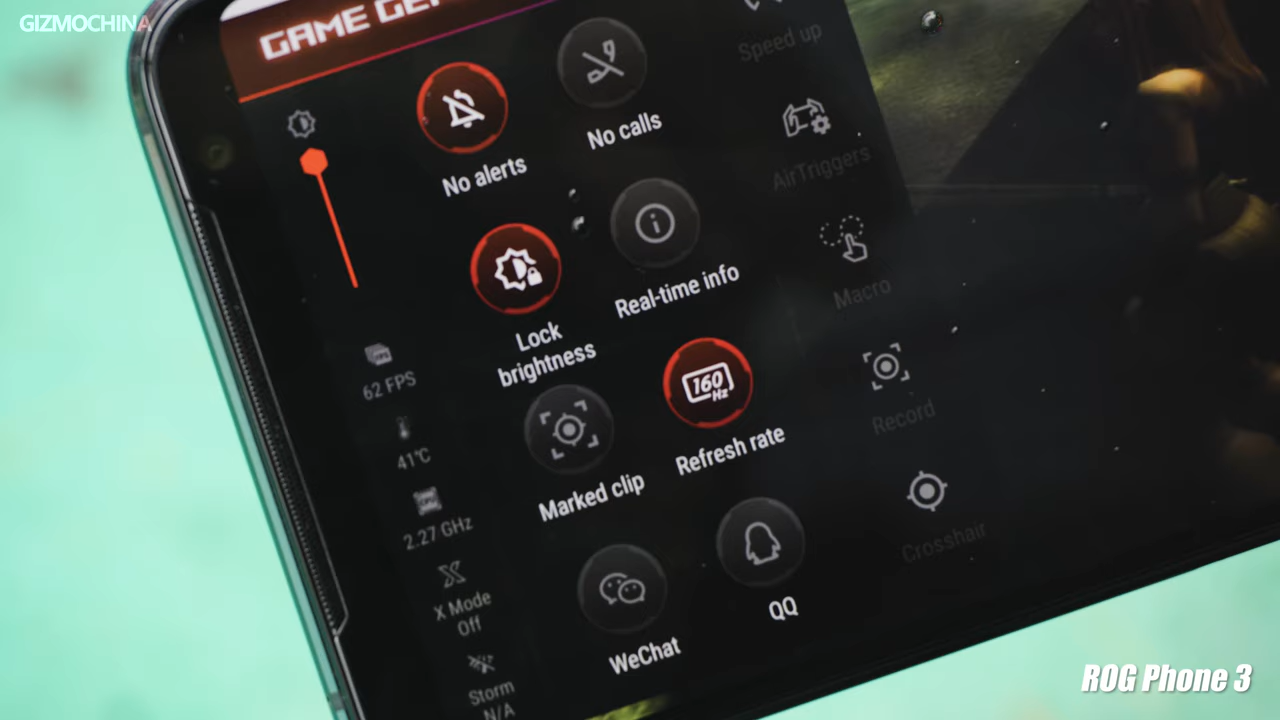 GIZMOCHINA
GAME GE
No alerts
No calls
Speed up
AirTriggers
Lock
brightness
Real-time info
Macro
62 FPS
41°C
2.27 GHz
X Mode
Off
Storm
N/A
Marked clip
160
Hz
Refresh rate
Record
WeChat
QQ
Crosshair
ROG Phone 3